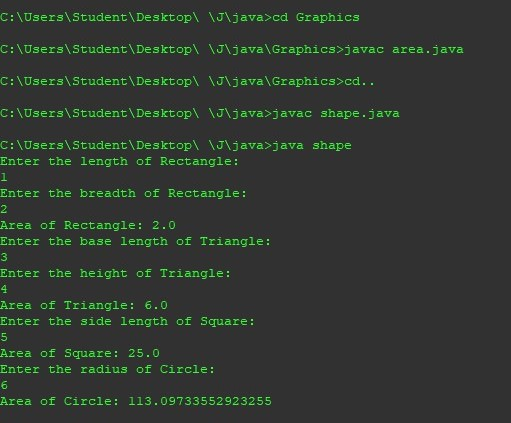 C:\Users\Student\Desktop\ \J\java>cd Graphics
C:\Users\Student\Desktop\ \J\java\Graphics>javac area.java
C:\Users\Student\Desktop\ \J\java\Graphics>cd..
C:\Users\Student\Desktop\ \J\java>javac shape.java
C:\Users\Student\Desktop\ \J\java>java shape
Enter the length of Rectangle:
1
Enter the breadth of Rectangle:
2
Area of Rectangle: 2.0
Enter the base length of Triangle:
3
Enter the height of Triangle:
4
Area of Triangle: 6.0
Enter the side length of Square:
5
Area of Square: 25.0
Enter the radius of Circle:
6
Area of Circle: 113.09733552923255